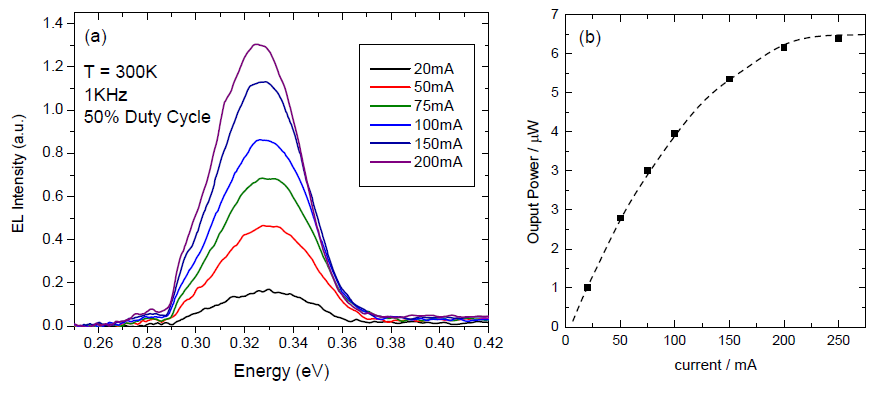 (a)
T = 300K
1KHz
50% Duty Cycle
20mA
50mA
75mA
100mA
150mA
200mA
1.4
1.2
1.0
0.8
0.6
0.4
0.2
0.0
EL Intensity (a.u.)
0.26 0.28 0.30 0.32 0.34 0.36 0.38 0.40 0.42
Energy (eV)
(b)
7
6
5
4
3
3
2
1
0
Ouput Power / μW
0 50 100 150 200 250
current / mA